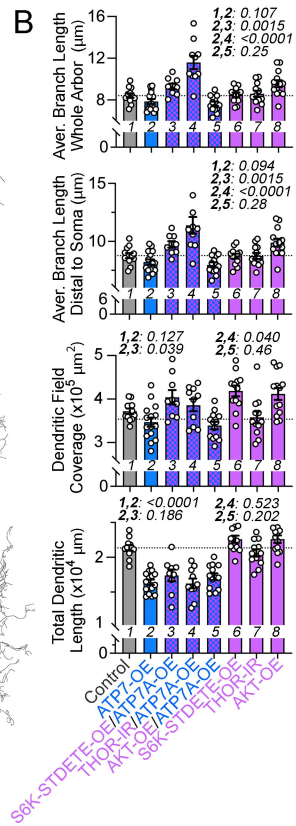 B
Aver. Branch Length
Whole Arbor (µm)
16
12
8
0
1,2: 0.107
2,3: 0.0015
2,4: <0.0001
2,5: 0.25
1 2 3 4 5 6 7 8
Aver. Branch Length
Distal to Soma (µm)
15
10
6
0
1,2: 0.094
2,3: 0.0015
2,4: <0.0001
2,5: 0.28
1 2 3 4 5 6 7 8
Dendritic Field
Coverage (x10⁵ µm²)
5
4
3
0
1,2: 0.127
2,3: 0.039
2,4: 0.040
2,5: 0.46
1 2 3 4 5 6 7 8
Total Dendritic
Length (x10⁴ µm)
2
1
0
1,2: <0.0001
2,3: 0.186
2,4: 0.523
2,5: 0.202
1 2 3 4 5 6 7 8
Control
ATP7-OE
S6K-STDETE-OE/ATP7A-OE
THOR-IR/ATP7A-OE
AKT-OE/ATP7A-OE
S6K-STDETE-OE
THOR-IR
AKT-OE